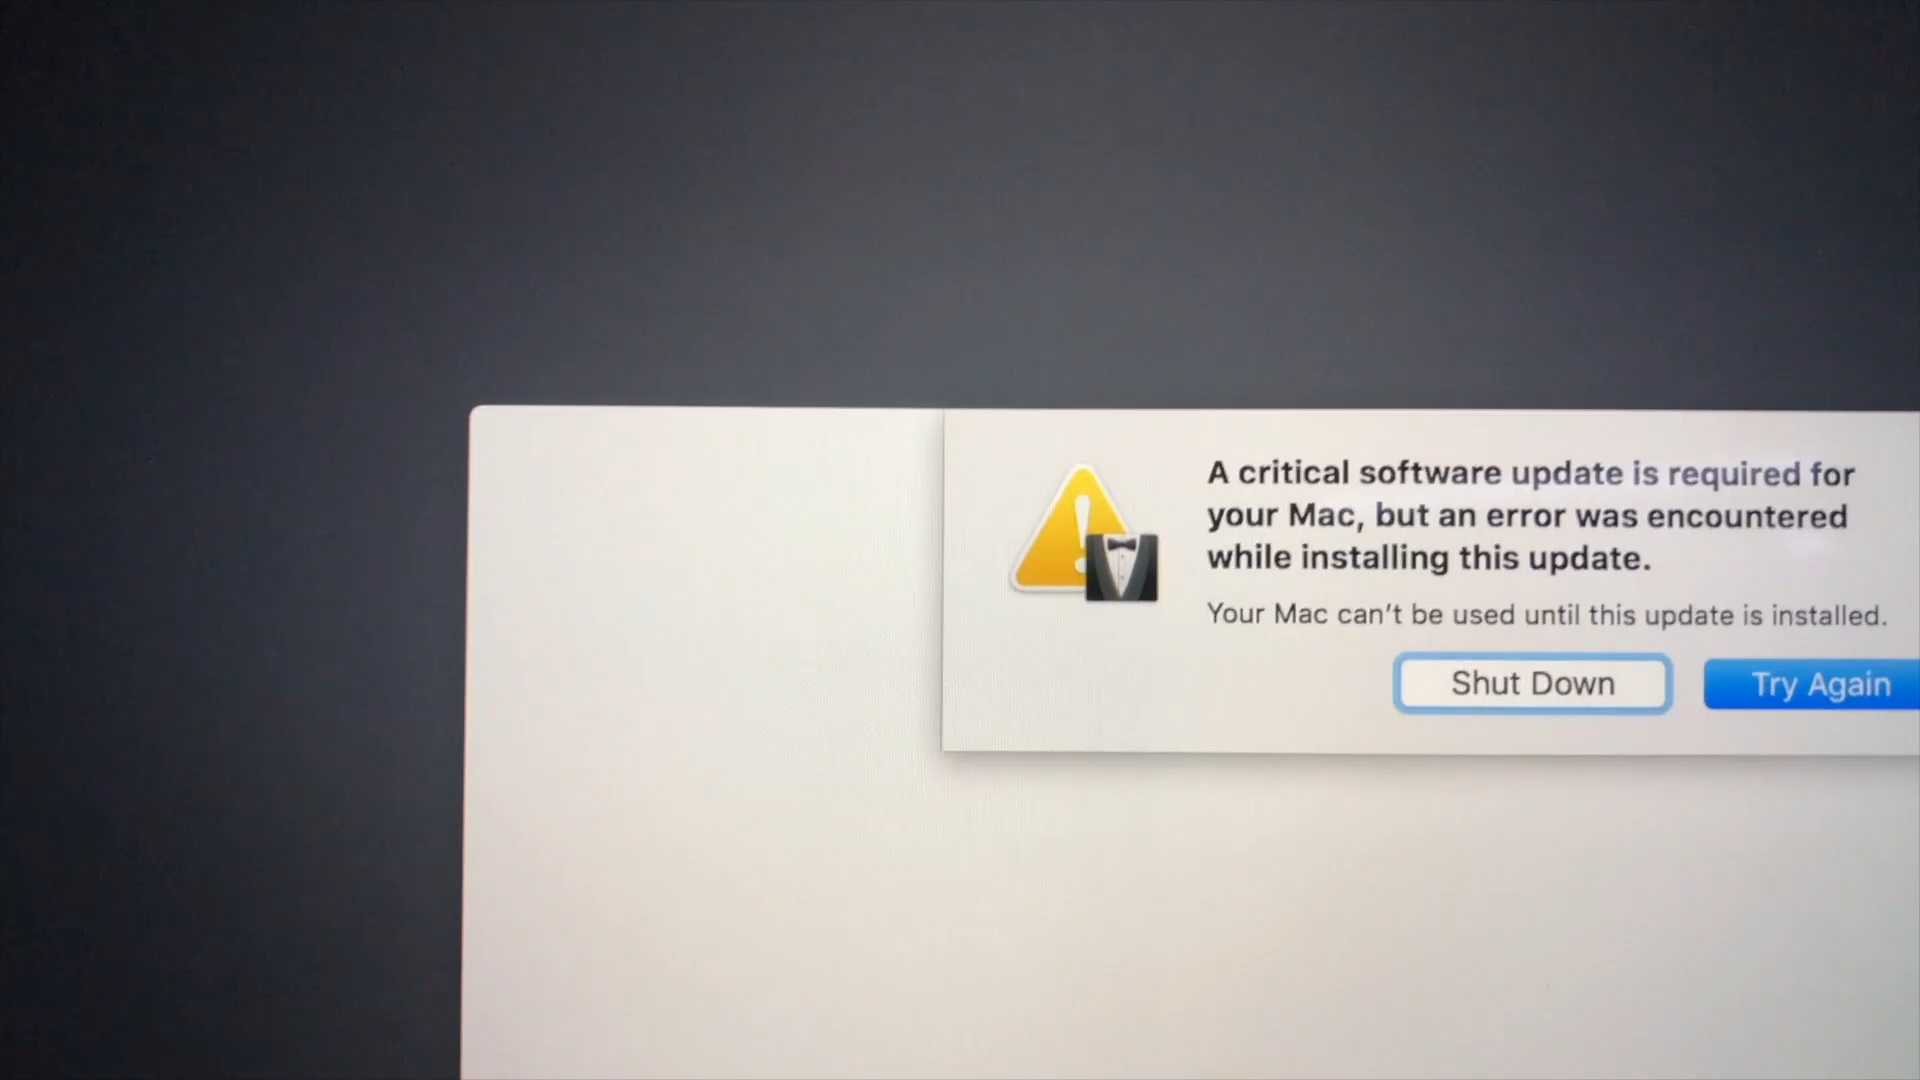 A critical software update is required for
your Mac, but an error was encountered
while installing this update.
Your Mac can't be used until this update is installed.
Shut Down
Try Again